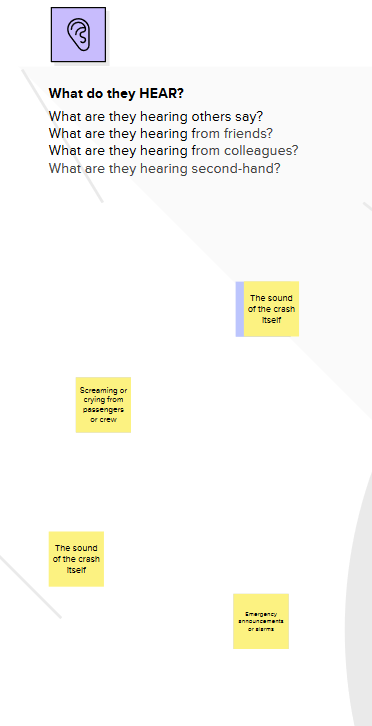 What do they HEAR?
What are they hearing others say?
What are they hearing from friends?
What are they hearing from colleagues?
What are they hearing second-hand?
The sound
of the crash
itself
Screaming or
crying from
passengers
or crew
The sound
of the crash
itself
Emergency
announcements
or alarms